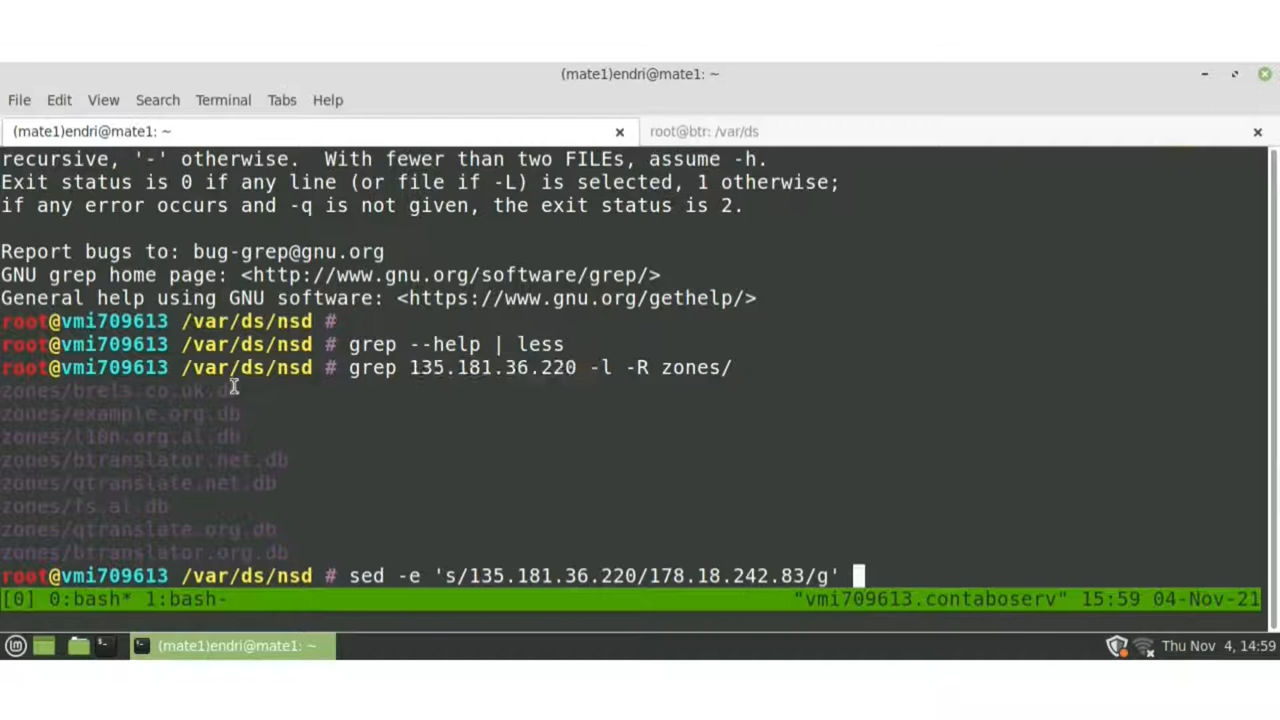 (mate1)endri@mate1: ~
File Edit View Search Terminal Tabs Help
(mate1)endri@mate1: ~ root@btr: /var/ds
recursive, '-' otherwise.  With fewer than two FILEs, assume -h.
Exit status is 0 if any line (or file if -L) is selected, 1 otherwise;
if any error occurs and -q is not given, the exit status is 2.
Report bugs to: bug-grep@gnu.org
GNU grep home page: <http://www.gnu.org/software/grep/>
General help using GNU software: <https://www.gnu.org/gethelp/>
root@vmi709613 /var/ds/nsd #
root@vmi709613 /var/ds/nsd # grep --help | less
root@vmi709613 /var/ds/nsd # grep 135.181.36.220 -l -R zones/
zones/brels.co.uk.db
zones/example.org.db
zones/l10n.org.al.db
zones/btranslator.net.db
zones/qtranslate.net.db
zones/fs.al.db
zones/qtranslate.org.db
zones/btranslator.org.db
root@vmi709613 /var/ds/nsd # sed -e 's/135.181.36.220/178.18.242.83/g'
[0] 0:bash* 1:bash- "vmi709613.contaboserv" 15:59 04-Nov-21
(mate1)endri@mate1: ~ Thu Nov 4, 14:59